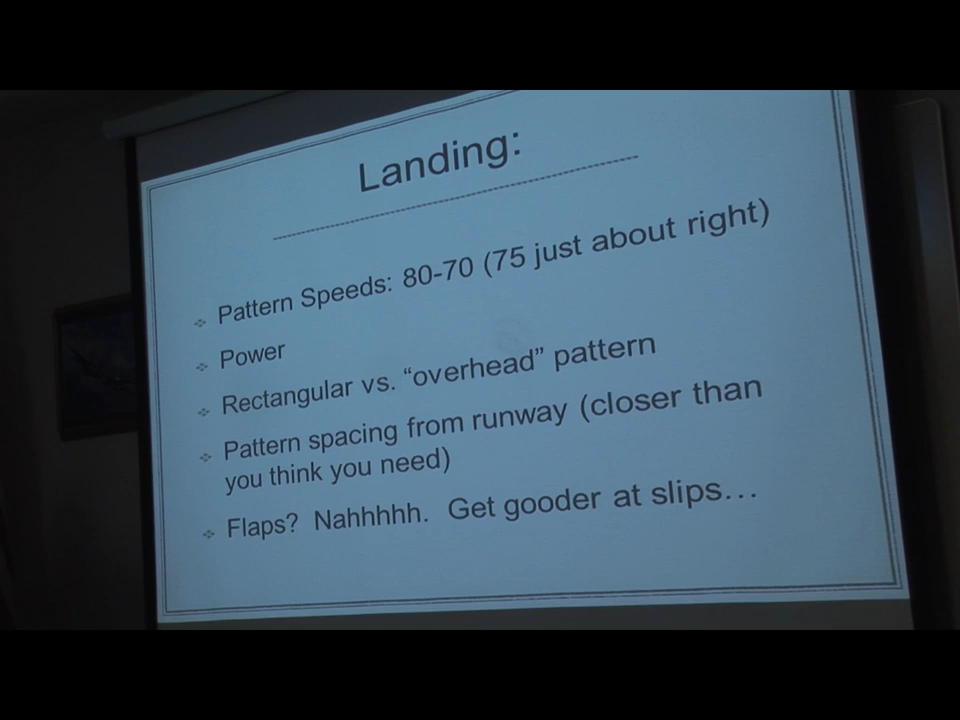 Landing:
Pattern Speeds: 80-70 (75 just about right)
Power
Rectangular vs. “overhead” pattern
Pattern spacing from runway (closer than
you think you need)
Flaps?  Nahhhhh.  Get gooder at slips…